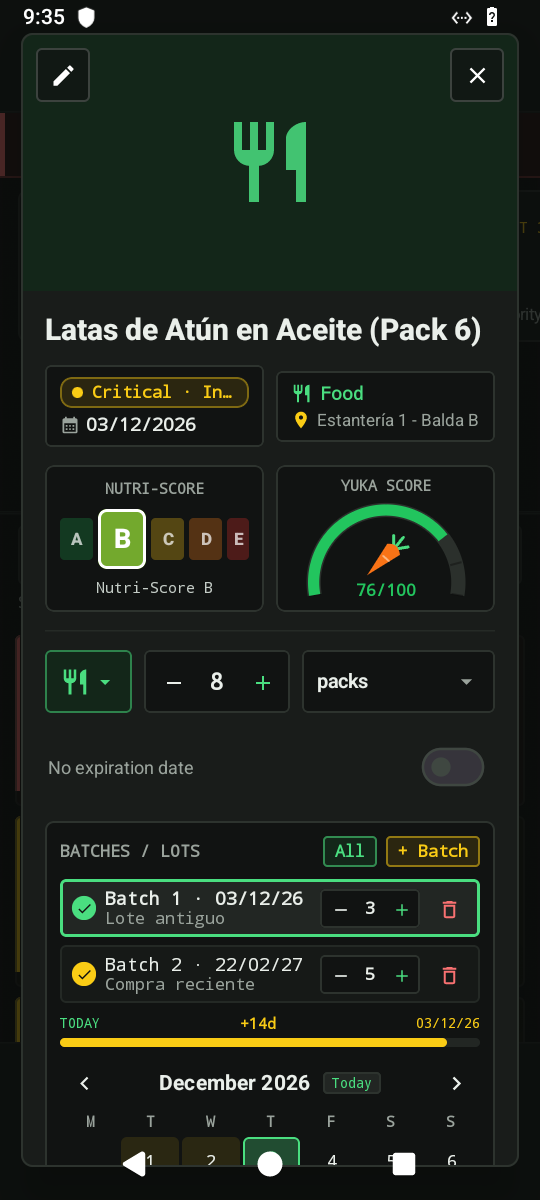 9:35
Latas de Atún en Aceite (Pack 6)
Critical · In…
03/12/2026
Food
Estantería 1 - Balda B
NUTRI-SCORE
A B C D E
Nutri-Score B
YUKA SCORE
76/100
− 8 +
packs
No expiration date
BATCHES / LOTS
All
+ Batch
Batch 1 · 03/12/26
Lote antiguo
− 3 +
Batch 2 · 22/02/27
Compra reciente
− 5 +
TODAY +14d 03/12/26
December 2026 Today
M T W T F S S
1 2 4 6